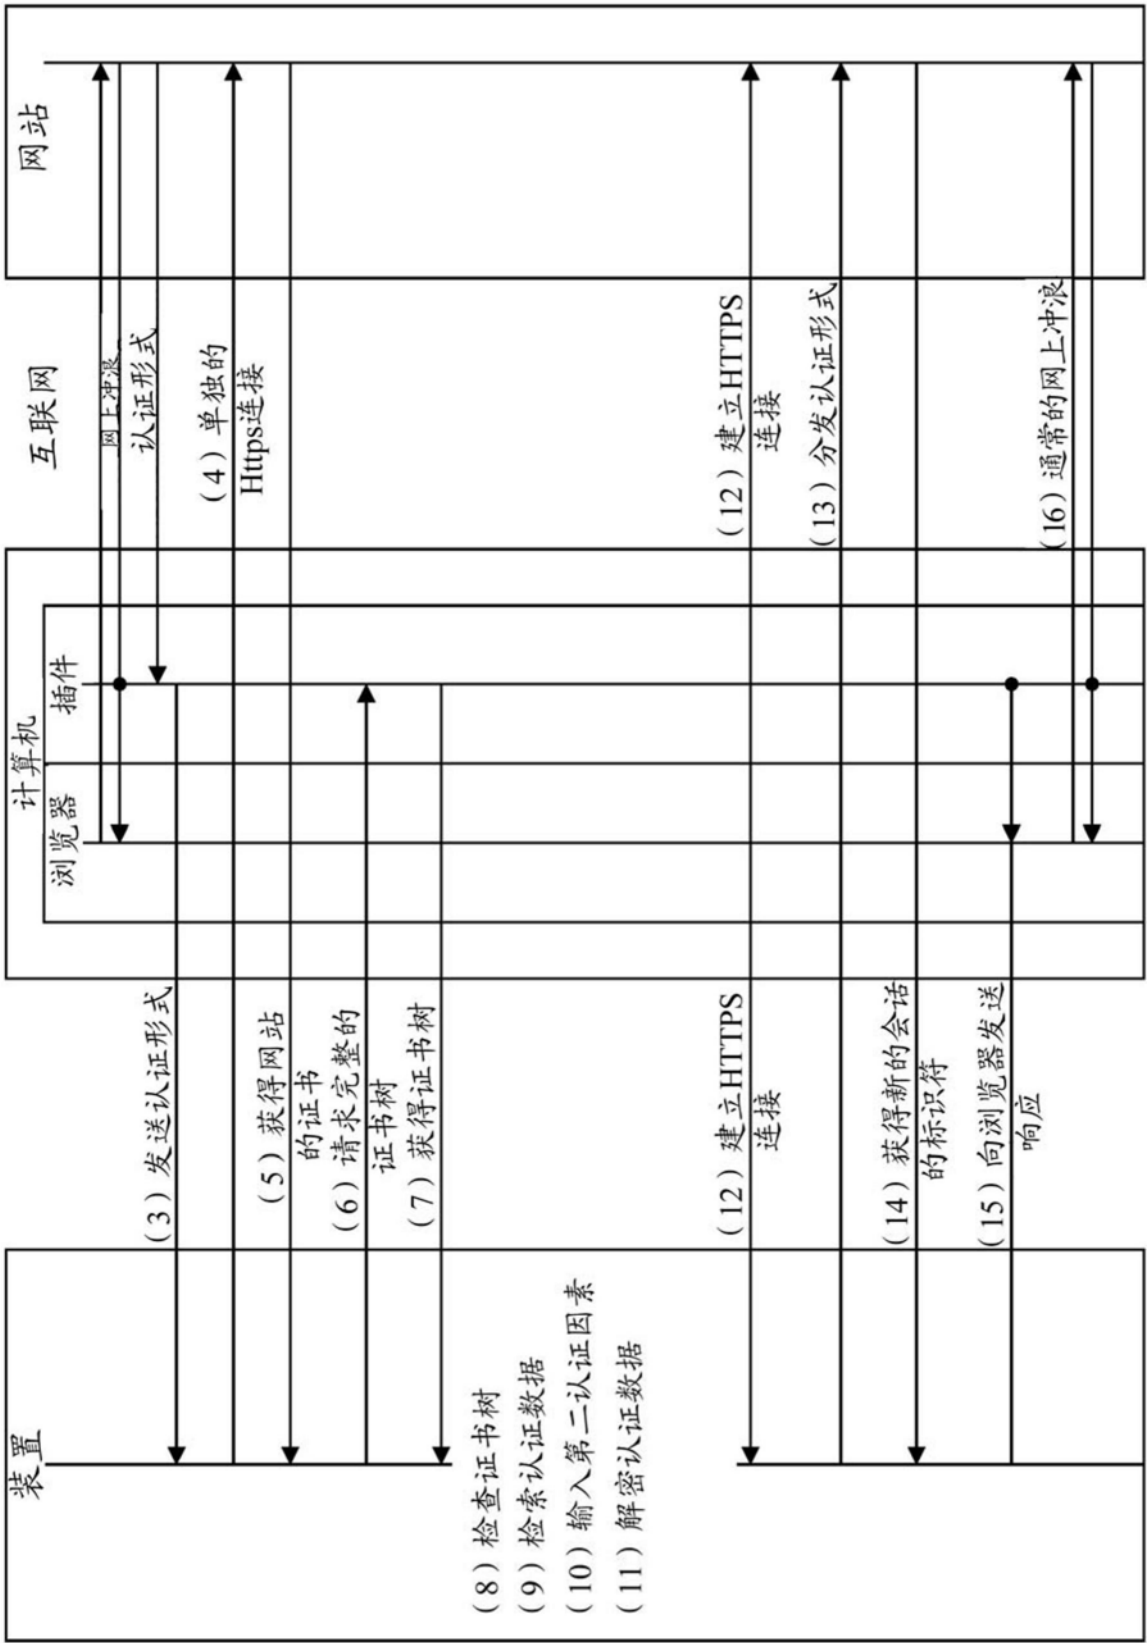 装置
计算机
浏览器
插件
互联网
网站
网上冲浪
认证形式
(3)发送认证形式
(4)单独的
Https连接
(5)获得网站
的证书
(6)请求完整的
证书树
(7)获得证书树
(8)检查证书树
(9)检索认证数据
(10)输入第二认证因素
(11)解密认证数据
(12)建立HTTPS
连接
(12)建立HTTPS
连接
(13)分发认证形式
(14)获得新的会话
的标识符
(15)向浏览器发送
响应
(16)通常的网上冲浪